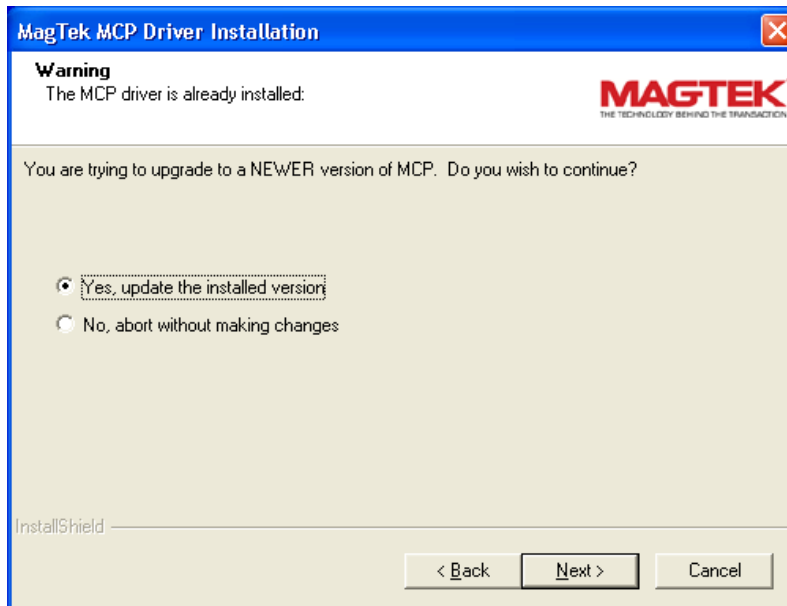 MagTek MCP Driver Installation
Warning
The MCP driver is already installed:
MAGTEK
THE TECHNOLOGY BEHIND THE TRANSACTION
You are trying to upgrade to a NEWER version of MCP.  Do you wish to continue?
Yes, update the installed version
No, abort without making changes
InstallShield
< Back
Next >
Cancel